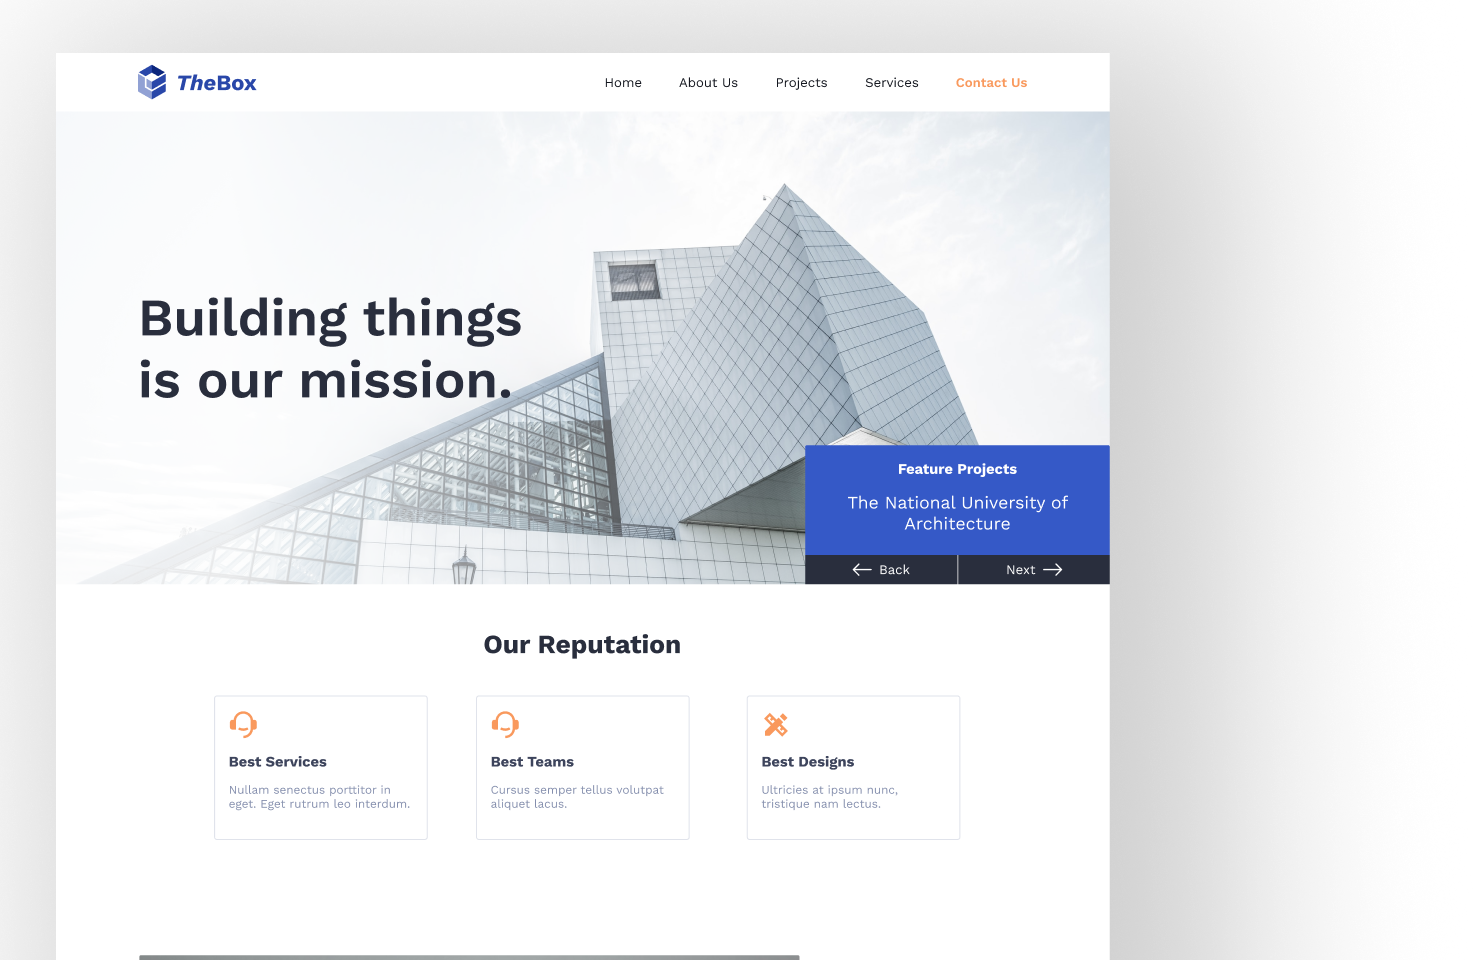 TheBox
Home About Us Projects Services Contact Us
Building things
is our mission.
Feature Projects
The National University of
Architecture
Back Next
Our Reputation
Best Services
Nullam senectus porttitor in
eget. Eget rutrum leo interdum.
Best Teams
Cursus semper tellus volutpat
aliquet lacus.
Best Designs
Ultricies at ipsum nunc,
tristique nam lectus.